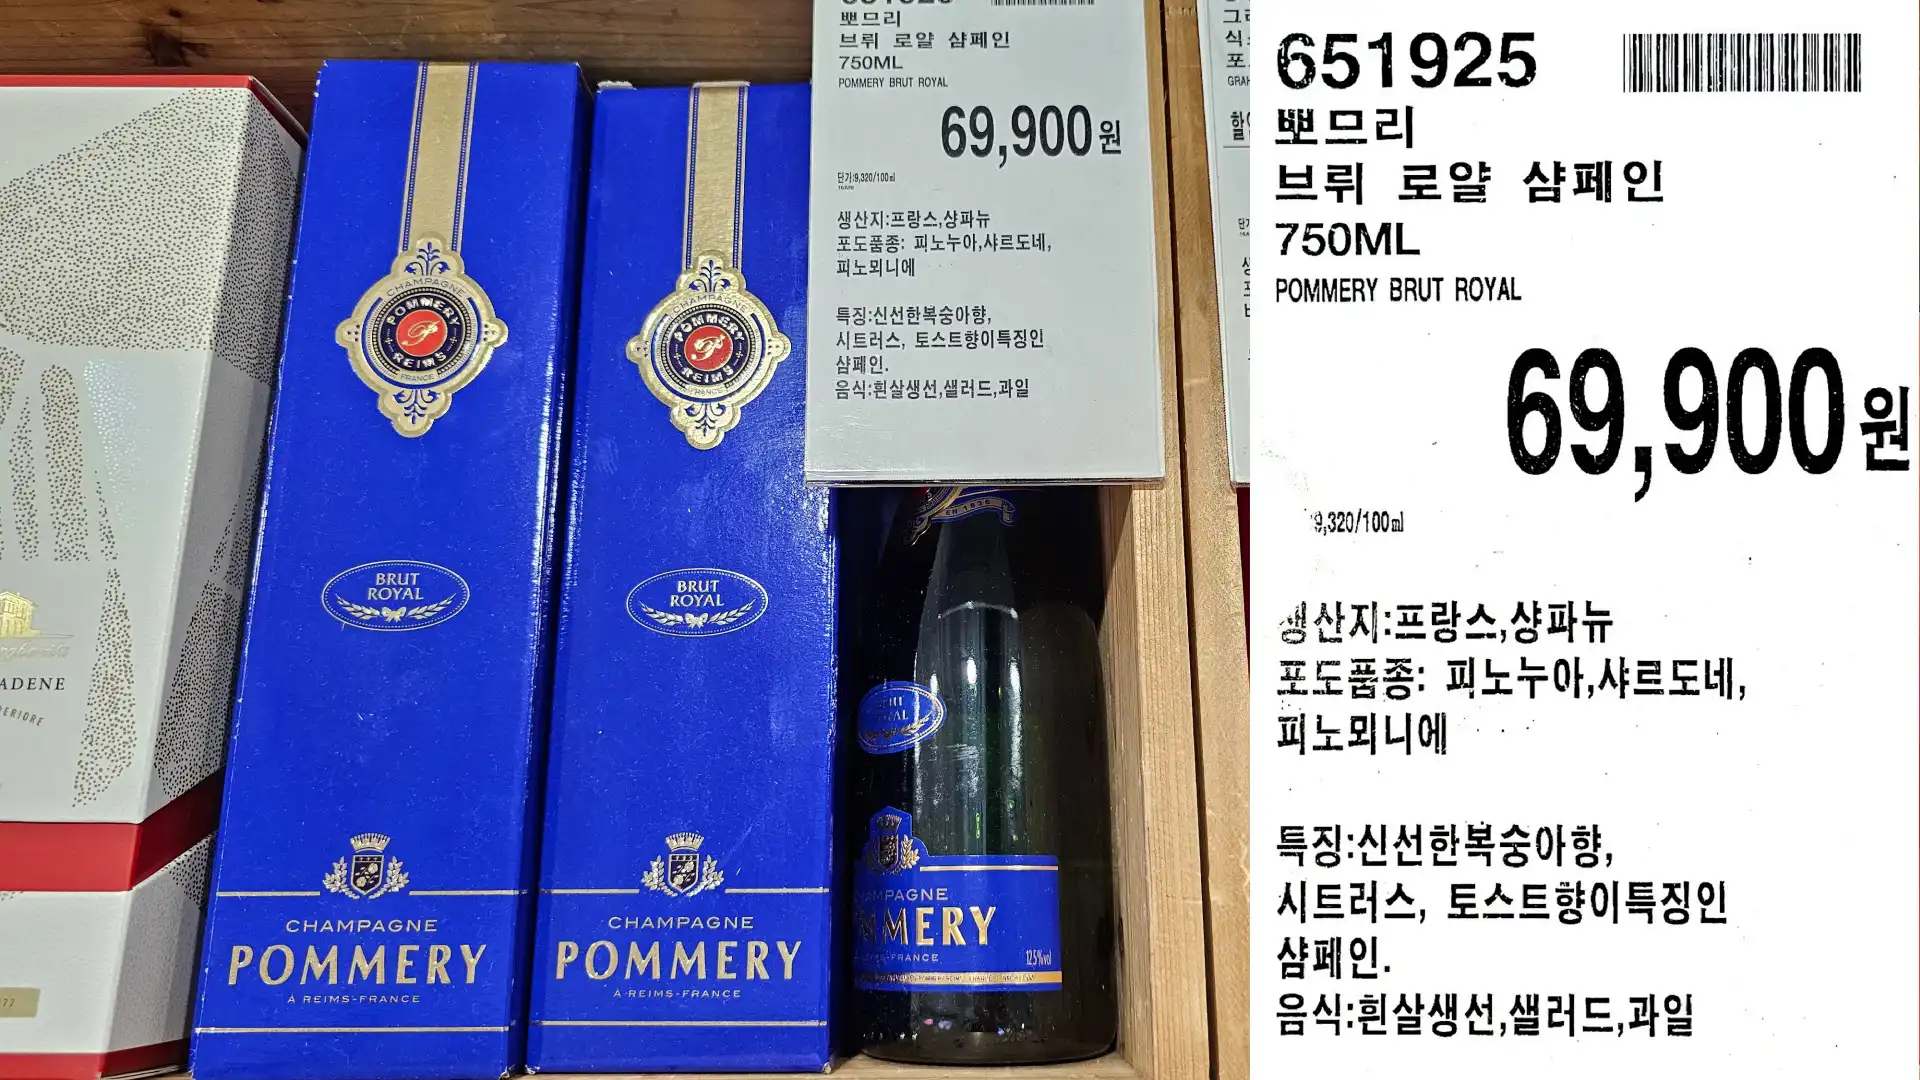 ADENE
ERIORE
CHAMPAGNE
POMMERY
REIMS
FRANCE
BRUT
ROYAL
CHAMPAGNE
POMMERY
À REIMS-FRANCE
CHAMPAGNE
POMMERY
REIMS
FRANCE
BRUT
ROYAL
CHAMPAGNE
POMMERY
À REIMS-FRANCE
뽀므리
브뤼 로얄 샴페인
750ML
POMMERY BRUT ROYAL
69,900원
단가:9,320/100㎖
생산지:프랑스,샹파뉴
포도품종: 피노누아,샤르도네,
피노뫼니에
특징:신선한복숭아향,
시트러스, 토스트향이특징인
샴페인.
음식:흰살생선,샐러드,과일
EN 1836
ROYAL
CHAMPAGNE
MMERY
FRANCE
12.5%vol
651925
뽀므리
브뤼 로얄 샴페인
750ML
POMMERY BRUT ROYAL
69,900원
9,320/100㎖
생산지:프랑스,샹파뉴
포도품종: 피노누아,샤르도네,
피노뫼니에
특징:신선한복숭아향,
시트러스, 토스트향이특징인
샴페인.
음식:흰살생선,샐러드,과일